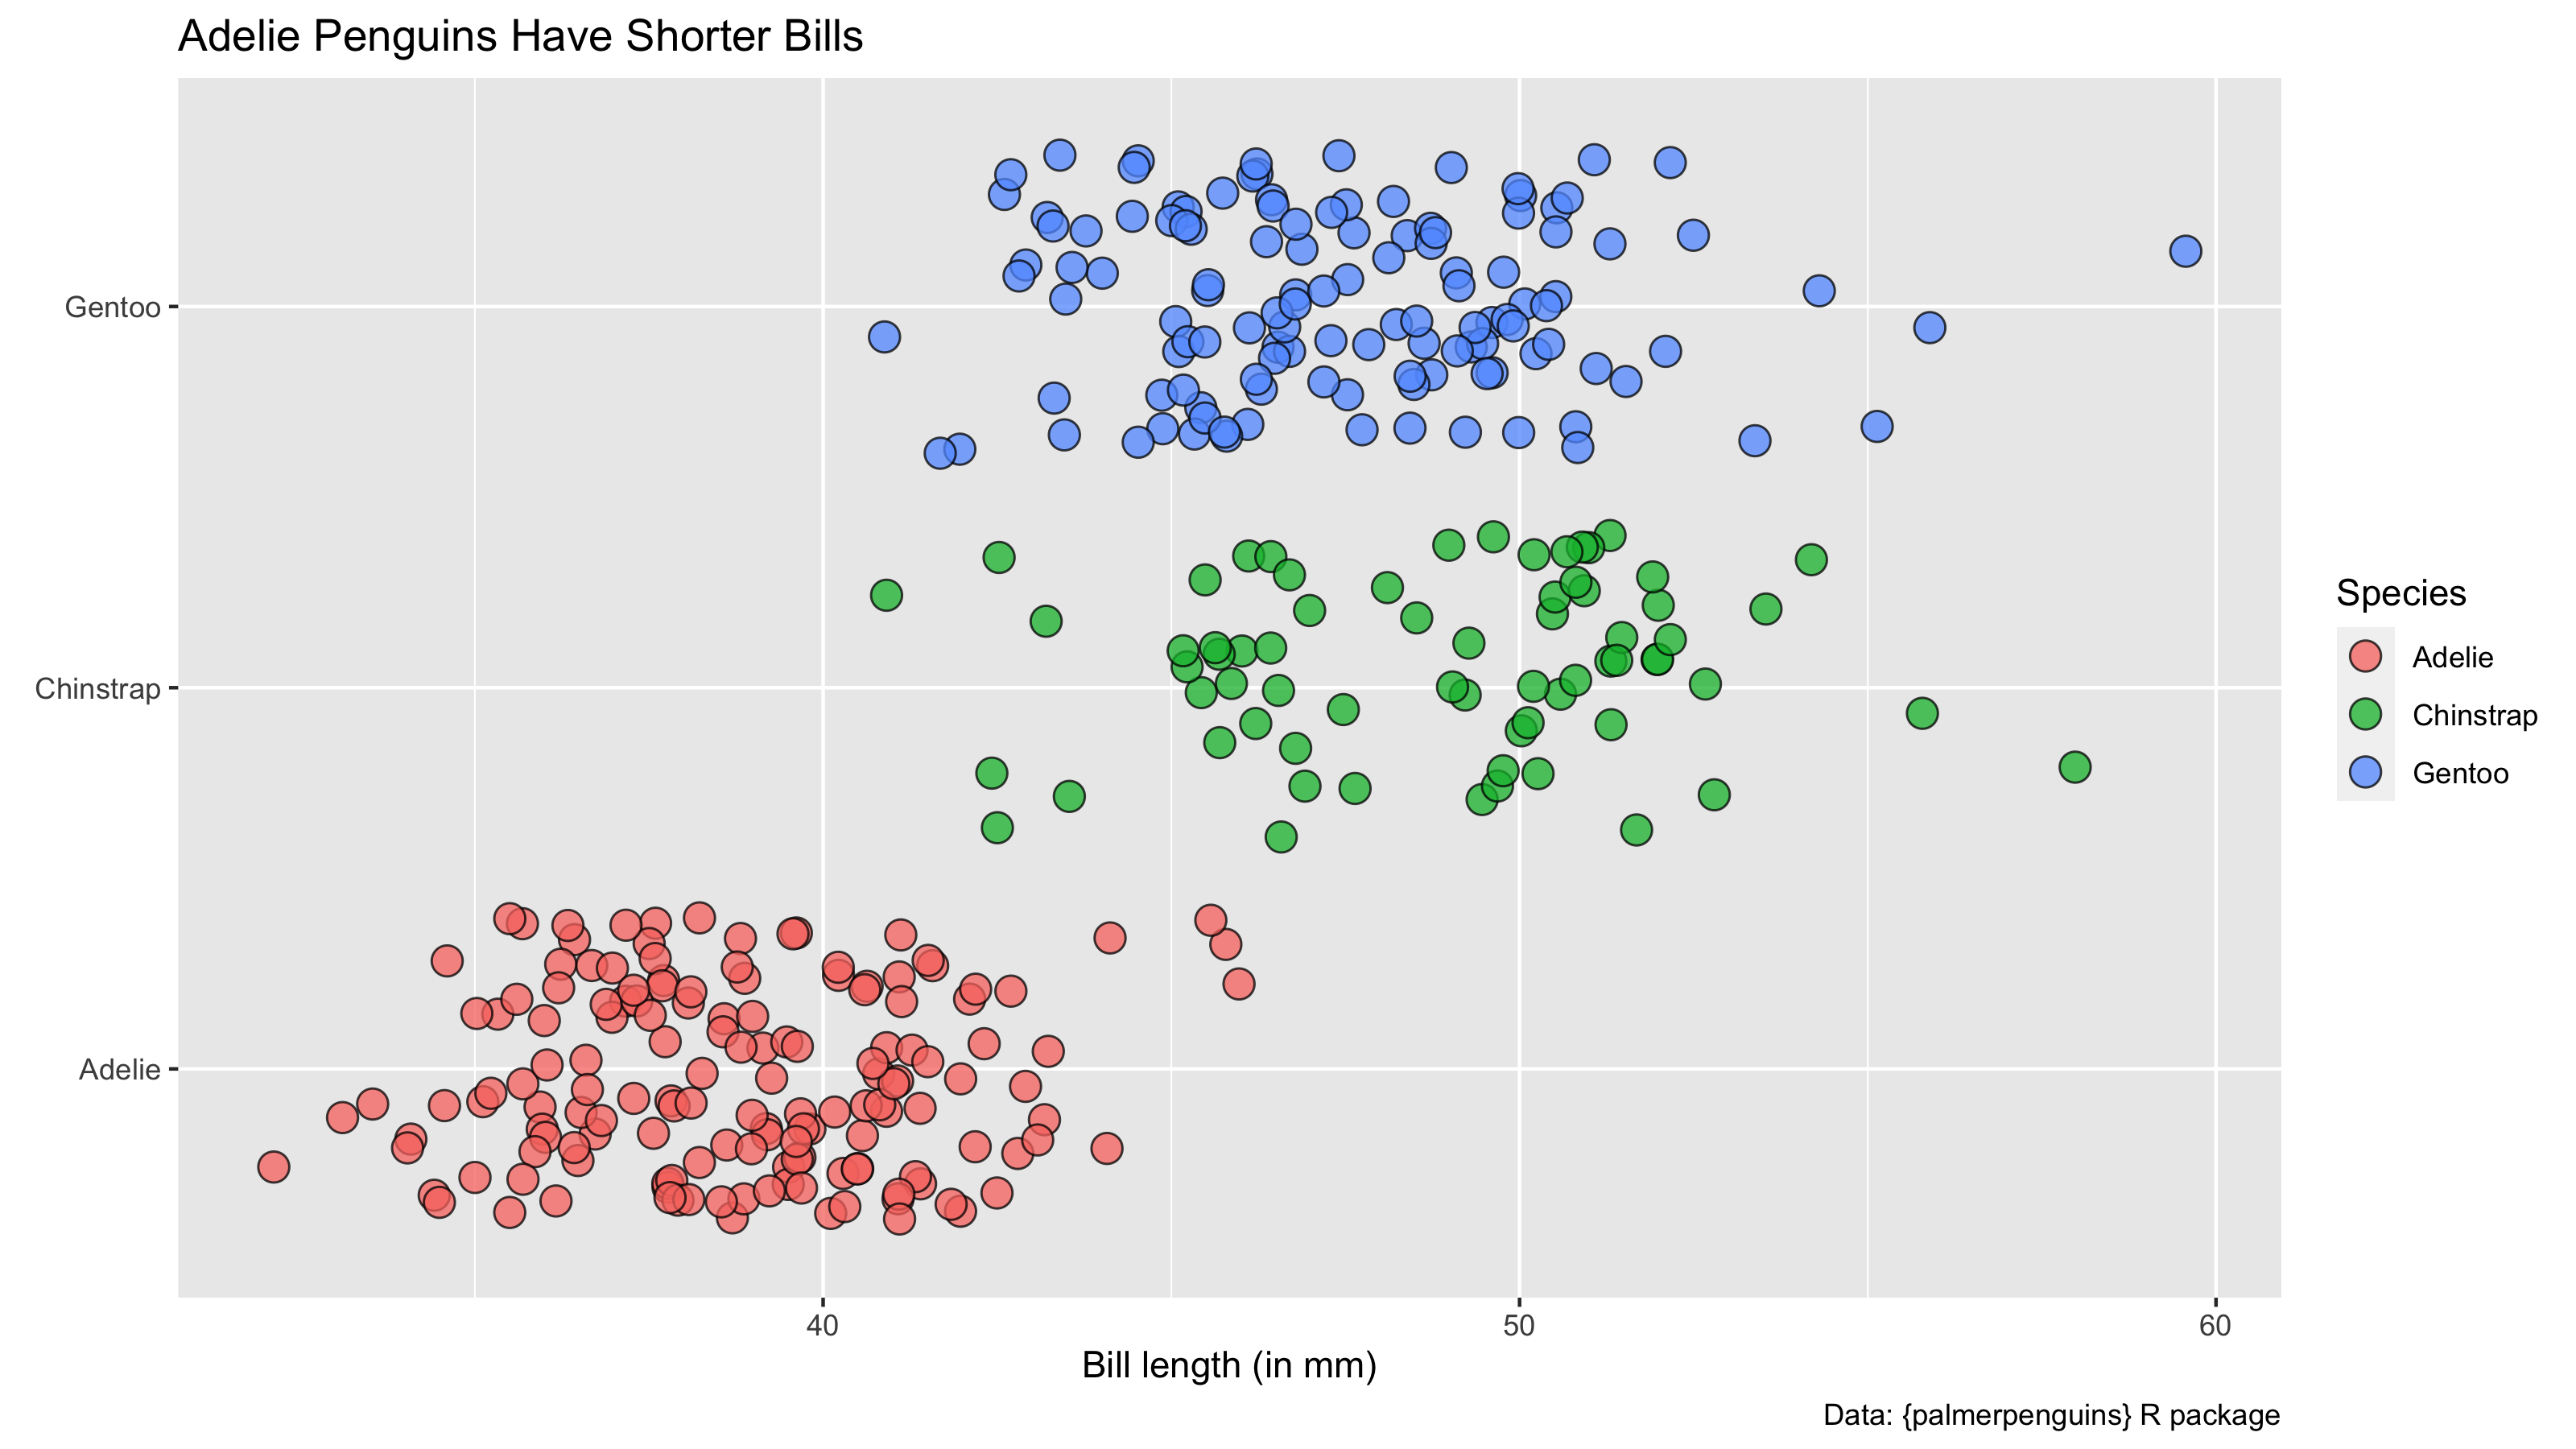 Adelie Penguins Have Shorter Bills
Gentoo
Chinstrap
Adelie
40
50
60
Bill length (in mm)
Species
Adelie
Chinstrap
Gentoo
Data: {palmerpenguins} R package